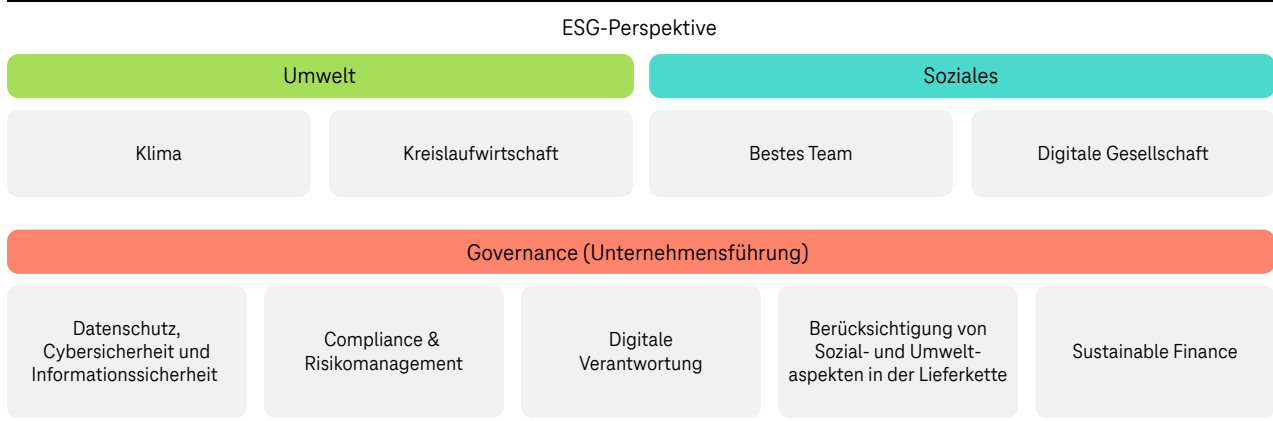 ESG-Perspektive
Umwelt
Soziales
Klima
Kreislaufwirtschaft
Bestes Team
Digitale Gesellschaft
Governance (Unternehmensführung)
Datenschutz,
Cybersicherheit und
Informationssicherheit
Compliance &
Risikomanagement
Digitale
Verantwortung
Berücksichtigung von
Sozial- und Umwelt-
aspekten in der Lieferkette
Sustainable Finance